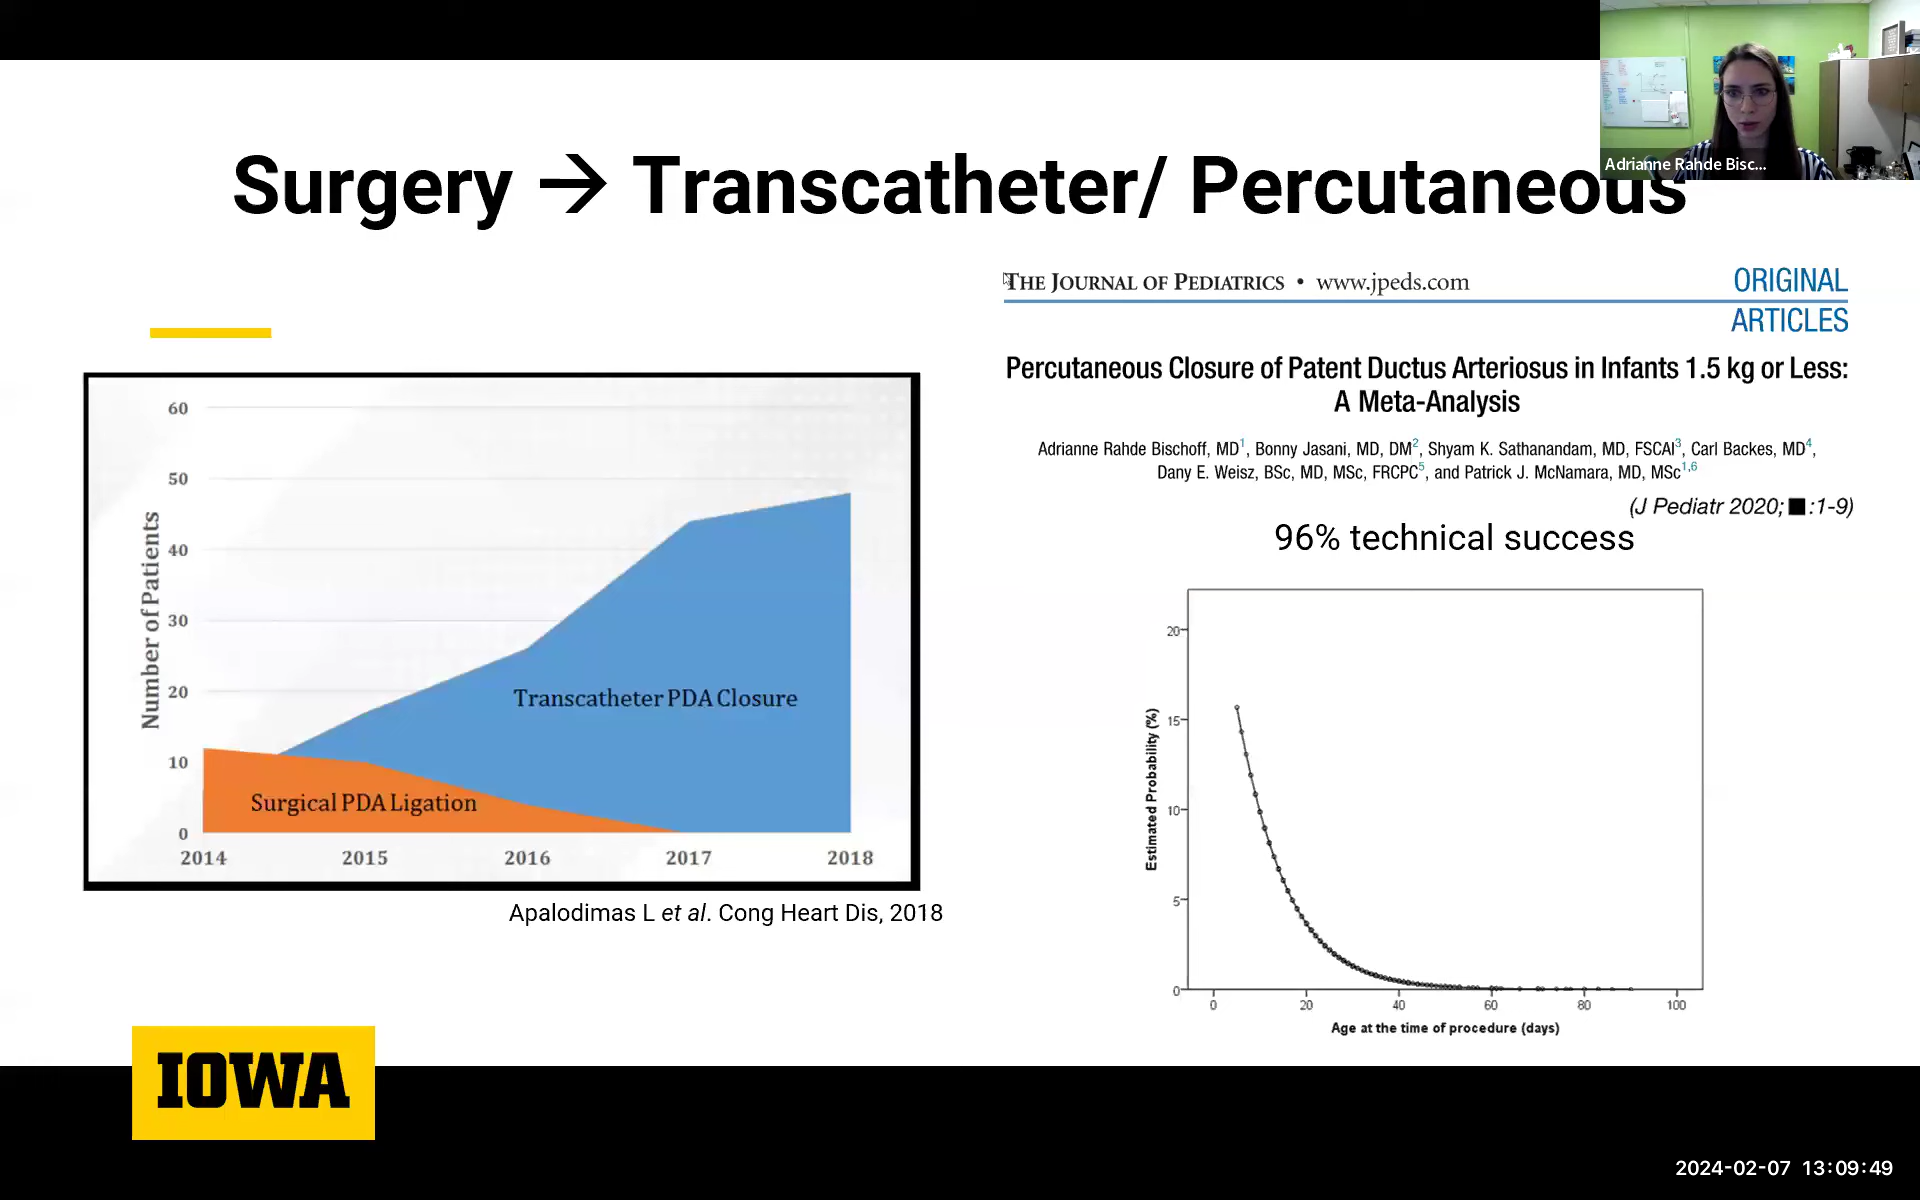 Adrianne Rahde Bisc...
Surgery → Transcatheter/ Percutaneous
THE JOURNAL OF PEDIATRICS • www.jpeds.com
ORIGINAL
ARTICLES
Percutaneous Closure of Patent Ductus Arteriosus in Infants 1.5 kg or Less:
A Meta-Analysis
Adrianne Rahde Bischoff, MD1, Bonny Jasani, MD, DM2, Shyam K. Sathanandam, MD, FSCAI3, Carl Backes, MD4,
Dany E. Weisz, BSc, MD, MSc, FRCPC5, and Patrick J. McNamara, MD, MSc1,6
(J Pediatr 2020;■:1-9)
96% technical success
Number of Patients
60
50
40
30
20
10
0
Transcatheter PDA Closure
Surgical PDA Ligation
2014 2015 2016 2017 2018
Apalodimas L et al. Cong Heart Dis, 2018
Estimated Probability (%)
20
15
10
5
0
0 20 40 60 80 100
Age at the time of procedure (days)
IOWA
2024-02-07 13:09:49